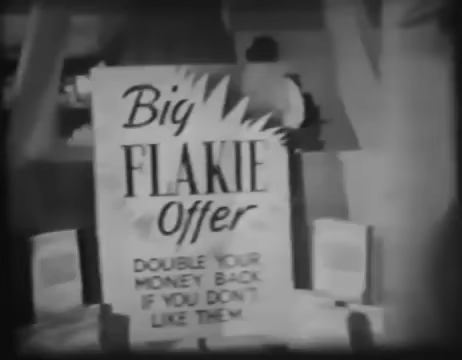 Big
FLAKIE
Offer
DOUBLE YOUR
MONEY BACK
IF YOU DON'T
LIKE THEM